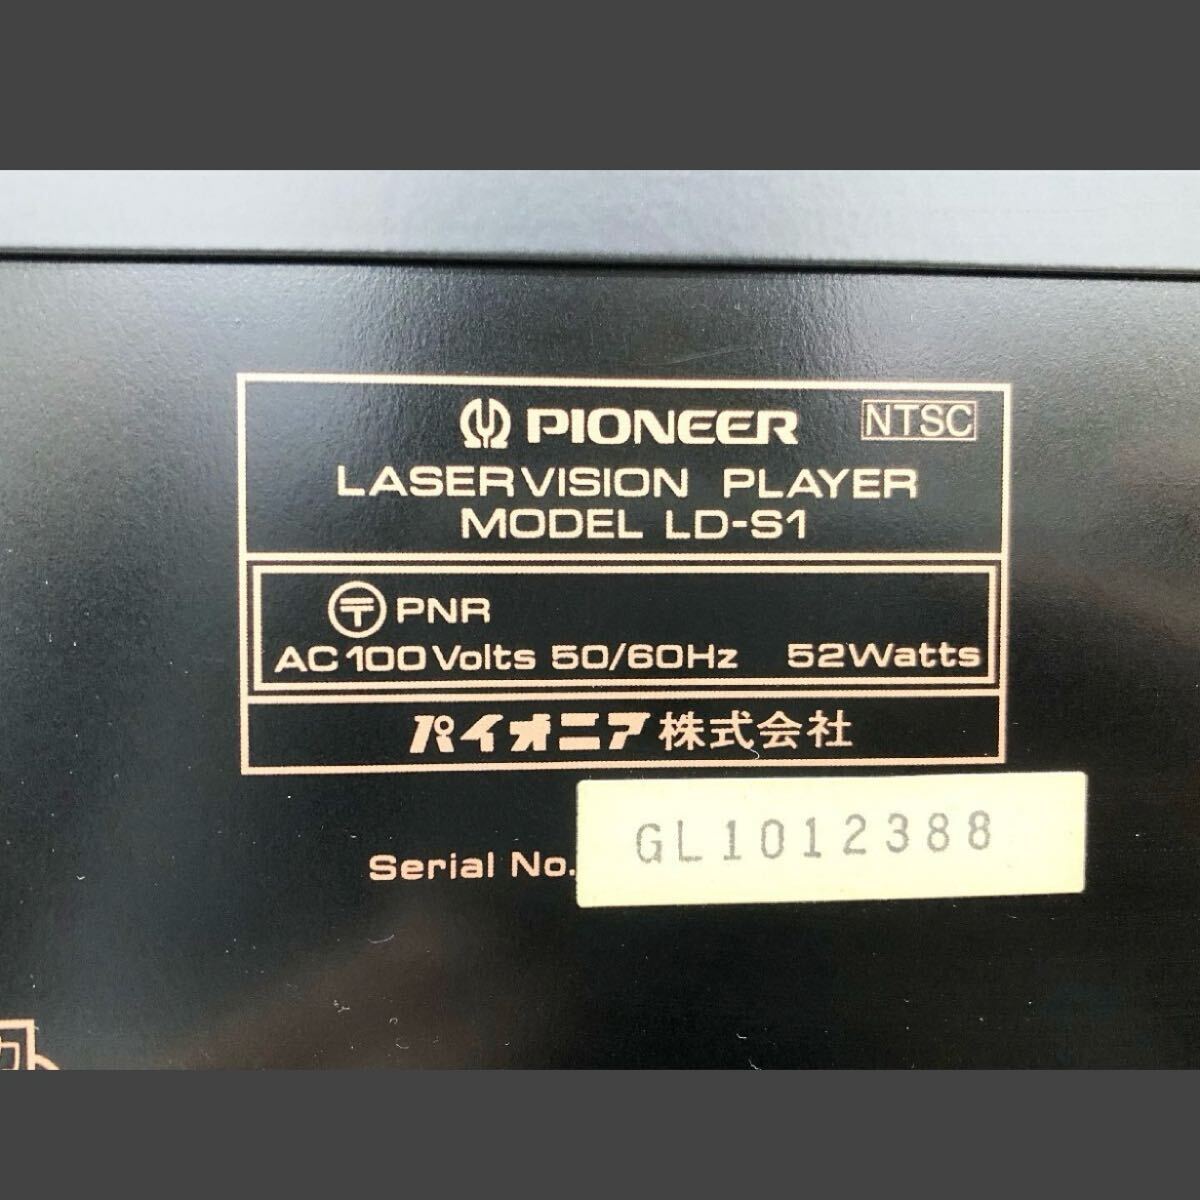 PIONEER NTSC
LASERVISION PLAYER
MODEL LD-S1
〒 PNR
AC 100 Volts 50/60Hz 52Watts
パイオニア株式会社
Serial No. GL1012388